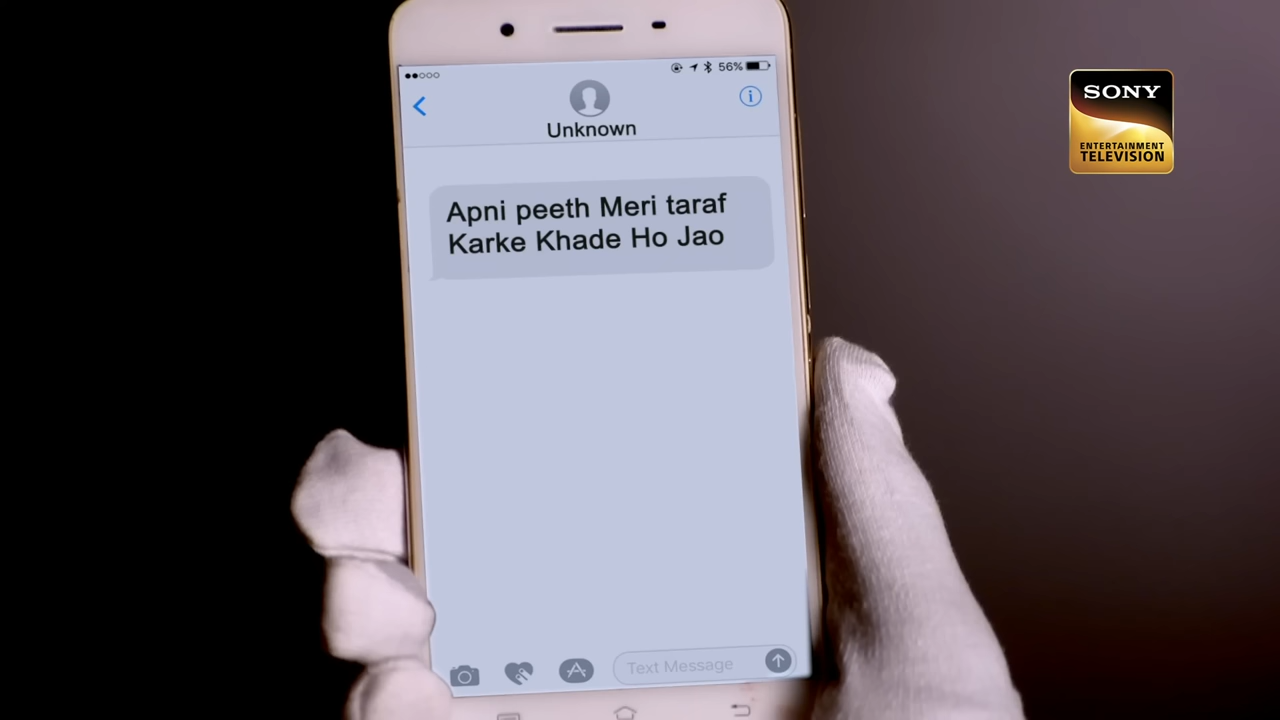 56%
Unknown
Apni peeth Meri taraf
Karke Khade Ho Jao
Text Message
SONY
ENTERTAINMENT
TELEVISION